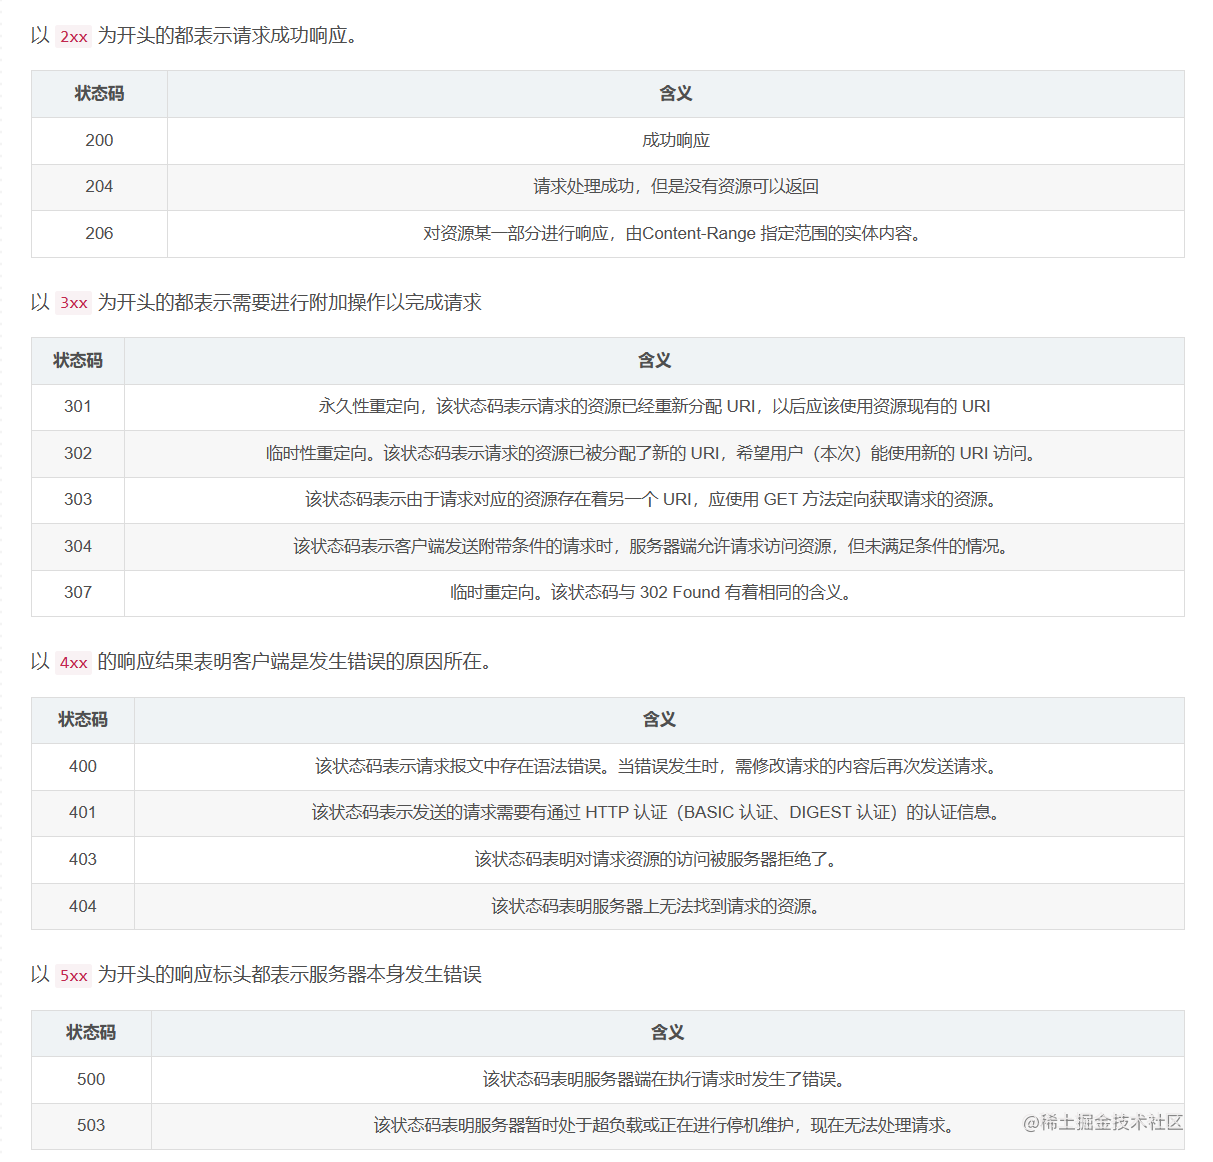 以 2xx 为开头的都表示请求成功响应。
状态码 含义
200 成功响应
204 请求处理成功，但是没有资源可以返回
206 对资源某一部分进行响应，由Content-Range 指定范围的实体内容。
以 3xx 为开头的都表示需要进行附加操作以完成请求
状态码 含义
301 永久性重定向，该状态码表示请求的资源已经重新分配 URI，以后应该使用资源现有的 URI
302 临时性重定向。该状态码表示请求的资源已被分配了新的 URI，希望用户（本次）能使用新的 URI 访问。
303 该状态码表示由于请求对应的资源存在着另一个 URI，应使用 GET 方法定向获取请求的资源。
304 该状态码表示客户端发送附带条件的请求时，服务器端允许请求访问资源，但未满足条件的情况。
307 临时重定向。该状态码与 302 Found 有着相同的含义。
以 4xx 的响应结果表明客户端是发生错误的原因所在。
状态码 含义
400 该状态码表示请求报文中存在语法错误。当错误发生时，需修改请求的内容后再次发送请求。
401 该状态码表示发送的请求需要有通过 HTTP 认证（BASIC 认证、DIGEST 认证）的认证信息。
403 该状态码表明对请求资源的访问被服务器拒绝了。
404 该状态码表明服务器上无法找到请求的资源。
以 5xx 为开头的响应标头都表示服务器本身发生错误
状态码 含义
500 该状态码表明服务器端在执行请求时发生了错误。
503 该状态码表明服务器暂时处于超负载或正在进行停机维护，现在无法处理请求。
@稀土掘金技术社区